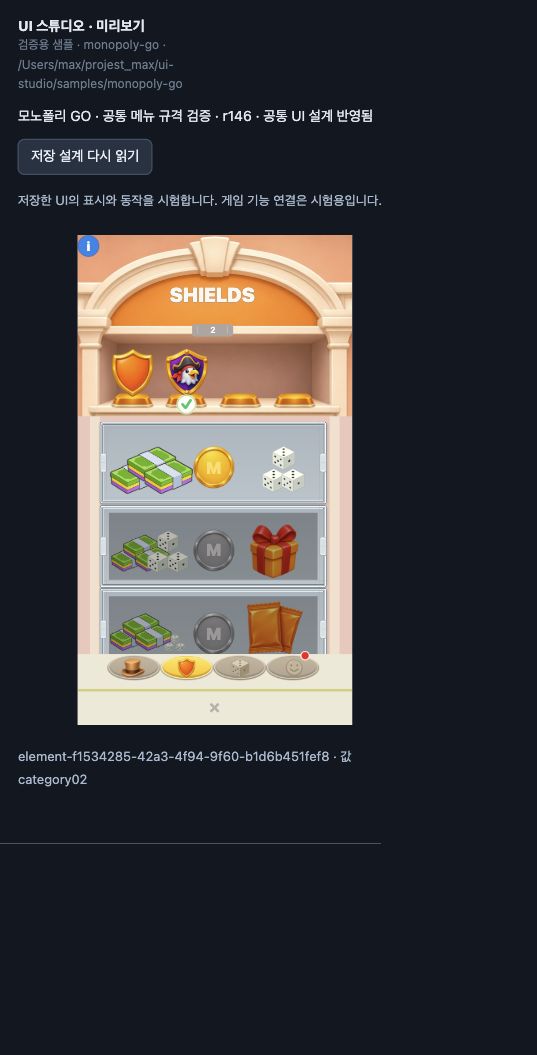 UI 스튜디오 · 미리보기
검증용 샘플 · monopoly-go ·
/Users/max/projest_max/ui-
studio/samples/monopoly-go
모노폴리 GO · 공통 메뉴 규격 검증 · r146 · 공통 UI 설계 반영됨
저장 설계 다시 읽기
저장한 UI의 표시와 동작을 시험합니다. 게임 기능 연결은 시험용입니다.
i
SHIELDS
2
M
M
M
element-f1534285-42a3-4f94-9f60-b1d6b451fef8 · 값
category02